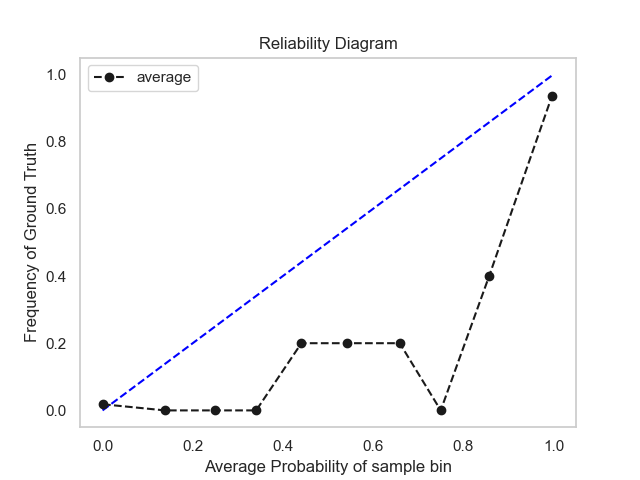 Reliability Diagram
average
Frequency of Ground Truth
1.0
0.8
0.6
0.4
0.2
0.0
0.0 0.2 0.4 0.6 0.8 1.0
Average Probability of sample bin